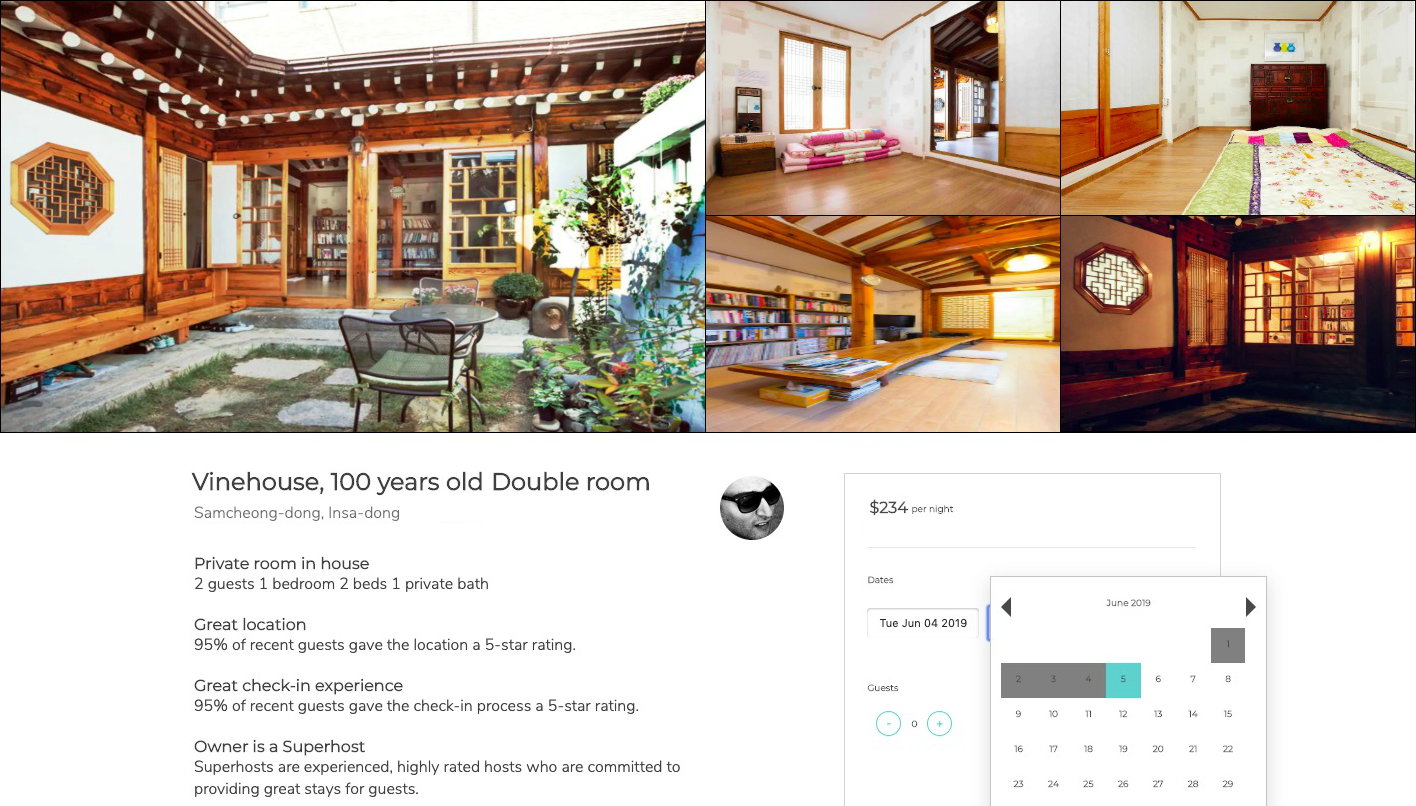 Vinehouse, 100 years old Double room
Samcheong-dong, Insa-dong
Private room in house
2 guests 1 bedroom 2 beds 1 private bath
Great location
95% of recent guests gave the location a 5-star rating.
Great check-in experience
95% of recent guests gave the check-in process a 5-star rating.
Owner is a Superhost
Superhosts are experienced, highly rated hosts who are committed to
providing great stays for guests.
$234 per night
Dates
Tue Jun 04 2019
Guests
- 0 +
June 2019
1
2 3 4 5 6 7 8
9 10 11 12 13 14 15
16 17 18 19 20 21 22
23 24 25 26 27 28 29